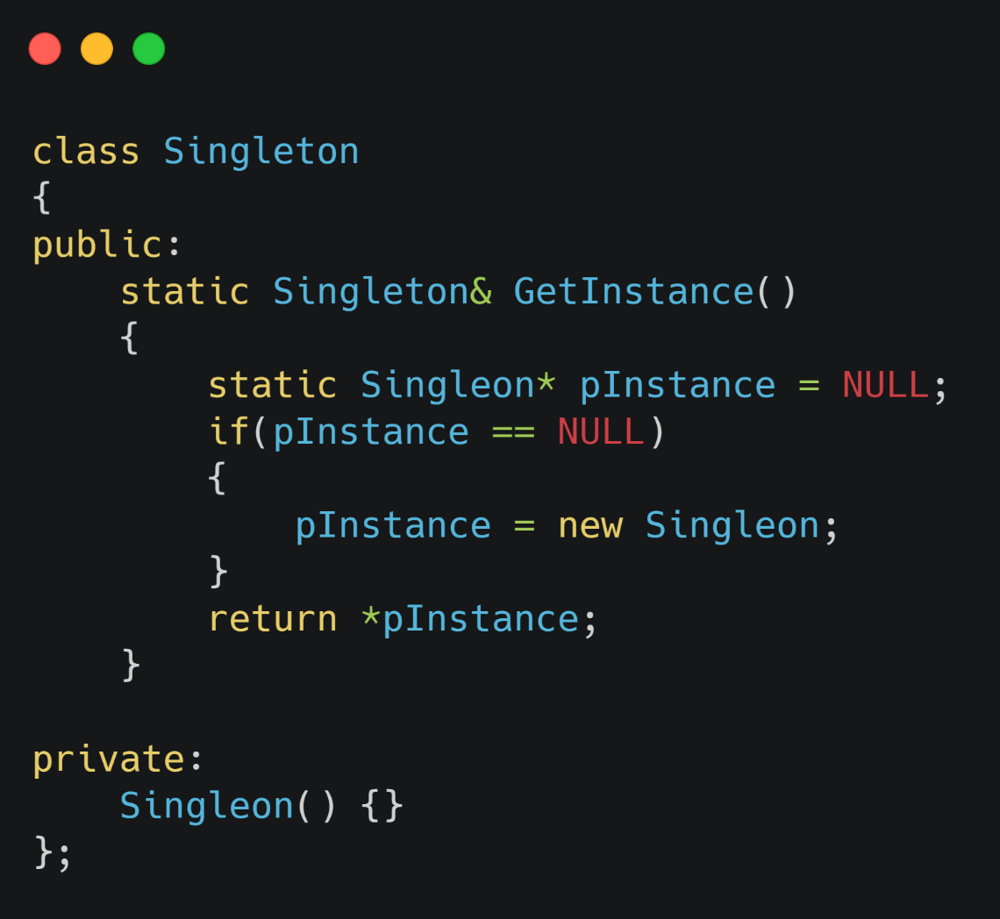 class Singleton
{
public:
    static Singleton& GetInstance()
    {
        static Singleon* pInstance = NULL;
        if(pInstance == NULL)
        {
            pInstance = new Singleon;
        }
        return *pInstance;
    }

private:
    Singleon() {}
};